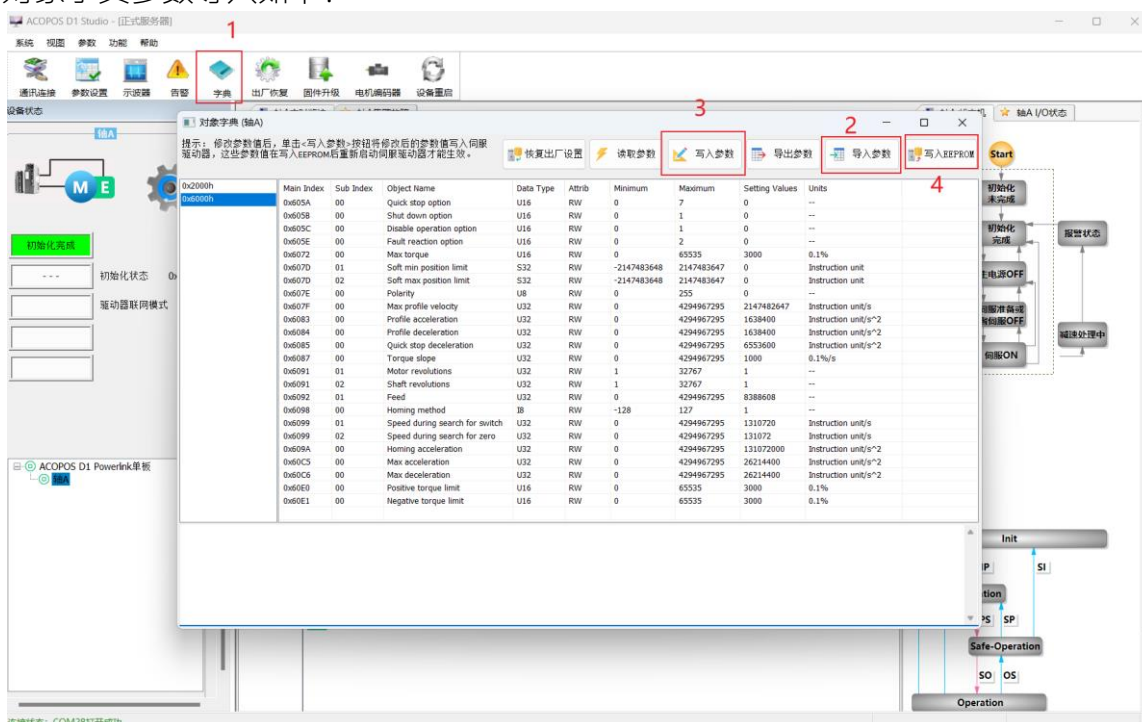 ACOPOS D1 Studio - [正式服务器]
1
系统 视图 参数 功能 帮助
通讯连接 参数设置 示波器 告警 字典 出厂恢复 固件升级 电机编码器 设备重启
设备状态
轴A I/O状态
轴A
M E
初始化完成
--- 初始化状态
驱动器联网模式
ACOPOS D1 Powerlink单板
轴A
对象字典 (轴A)
3
2
提示: 修改参数值后, 单击<写入参数>按钮将修改后的参数值写入伺服
驱动器, 这些参数值在写入EEPROM后重新启动伺服驱动器才能生效。
恢复出厂设置 读取参数 写入参数 导出参数 导入参数 写入EEPROM
4
0x2000h
0x6000h
Main Index Sub Index Object Name Data Type Attrib Minimum Maximum Setting Values Units
0x605A 00 Quick stop option U16 RW 0 7 0 --
0x605B 00 Shut down option U16 RW 0 1 0 --
0x605C 00 Disable operation option U16 RW 0 1 0 --
0x605E 00 Fault reaction option U16 RW 0 2 0 --
0x6072 00 Max torque U16 RW 0 65535 3000 0.1%
0x607D 01 Soft min position limit S32 RW -2147483648 2147483647 0 Instruction unit
0x607D 02 Soft max position limit S32 RW -2147483648 2147483647 0 Instruction unit
0x607E 00 Polarity U8 RW 0 255 0 --
0x607F 00 Max profile velocity U32 RW 0 4294967295 2147482647 Instruction unit/s
0x6083 00 Profile acceleration U32 RW 0 4294967295 1638400 Instruction unit/s^2
0x6084 00 Profile deceleration U32 RW 0 4294967295 1638400 Instruction unit/s^2
0x6085 00 Quick stop deceleration U32 RW 0 4294967295 6553600 Instruction unit/s^2
0x6087 00 Torque slope U32 RW 0 4294967295 1000 0.1%/s
0x6091 01 Motor revolutions U32 RW 1 32767 1 --
0x6091 02 Shaft revolutions U32 RW 1 32767 1 --
0x6092 01 Feed U32 RW 0 4294967295 8388608 --
0x6098 00 Homing method I8 RW -128 127 1 --
0x6099 01 Speed during search for switch U32 RW 0 4294967295 1310720 Instruction unit/s
0x6099 02 Speed during search for zero U32 RW 0 4294967295 131072 Instruction unit/s
0x609A 00 Homing acceleration U32 RW 0 4294967295 131072000 Instruction unit/s^2
0x60C5 00 Max acceleration U32 RW 0 4294967295 26214400 Instruction unit/s^2
0x60C6 00 Max deceleration U32 RW 0 4294967295 26214400 Instruction unit/s^2
0x60E0 00 Positive torque limit U16 RW 0 65535 3000 0.1%
0x60E1 00 Negative torque limit U16 RW 0 65535 3000 0.1%
Start
初始化
未完成
初始化
完成
报警状态
主电源OFF
伺服OFF
减速处理中
伺服ON
Init
IP SI
PS SP
Safe-Operation
SO OS
Operation